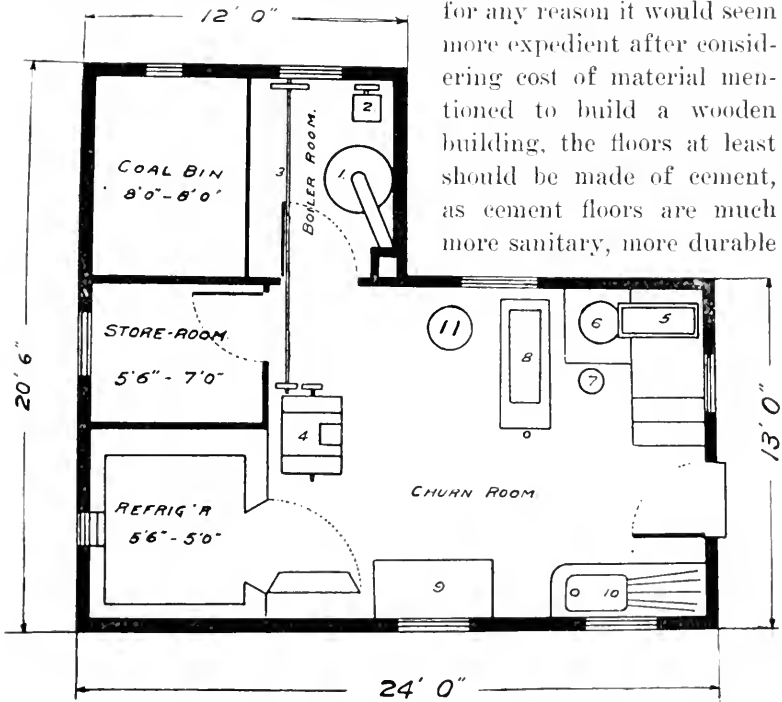 for any reason it would seem
more expedient after consid-
ering cost of material men-
tioned to build a wooden
building, the floors at least
should be made of cement,
as cement floors are much
more sanitary, more durable
12' 0"
COAL BIN
8'0" - 8'0"
BOILER ROOM.
1.
2
3
STORE-ROOM
5'6" - 7'0"
4
REFRIG'R
5'6" - 5'0"
CHURN ROOM
11
8
6
5
7
9
10
20' 6"
13' 0"
24' 0"